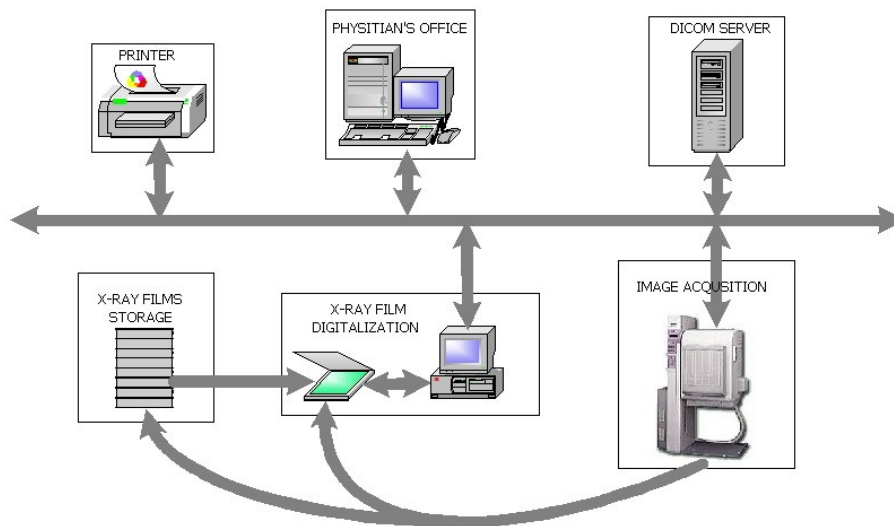 PRINTER
PHYSITIAN'S OFFICE
DICOM SERVER
X-RAY FILMS
STORAGE
X-RAY FILM
DIGITALIZATION
IMAGE ACQUSITION